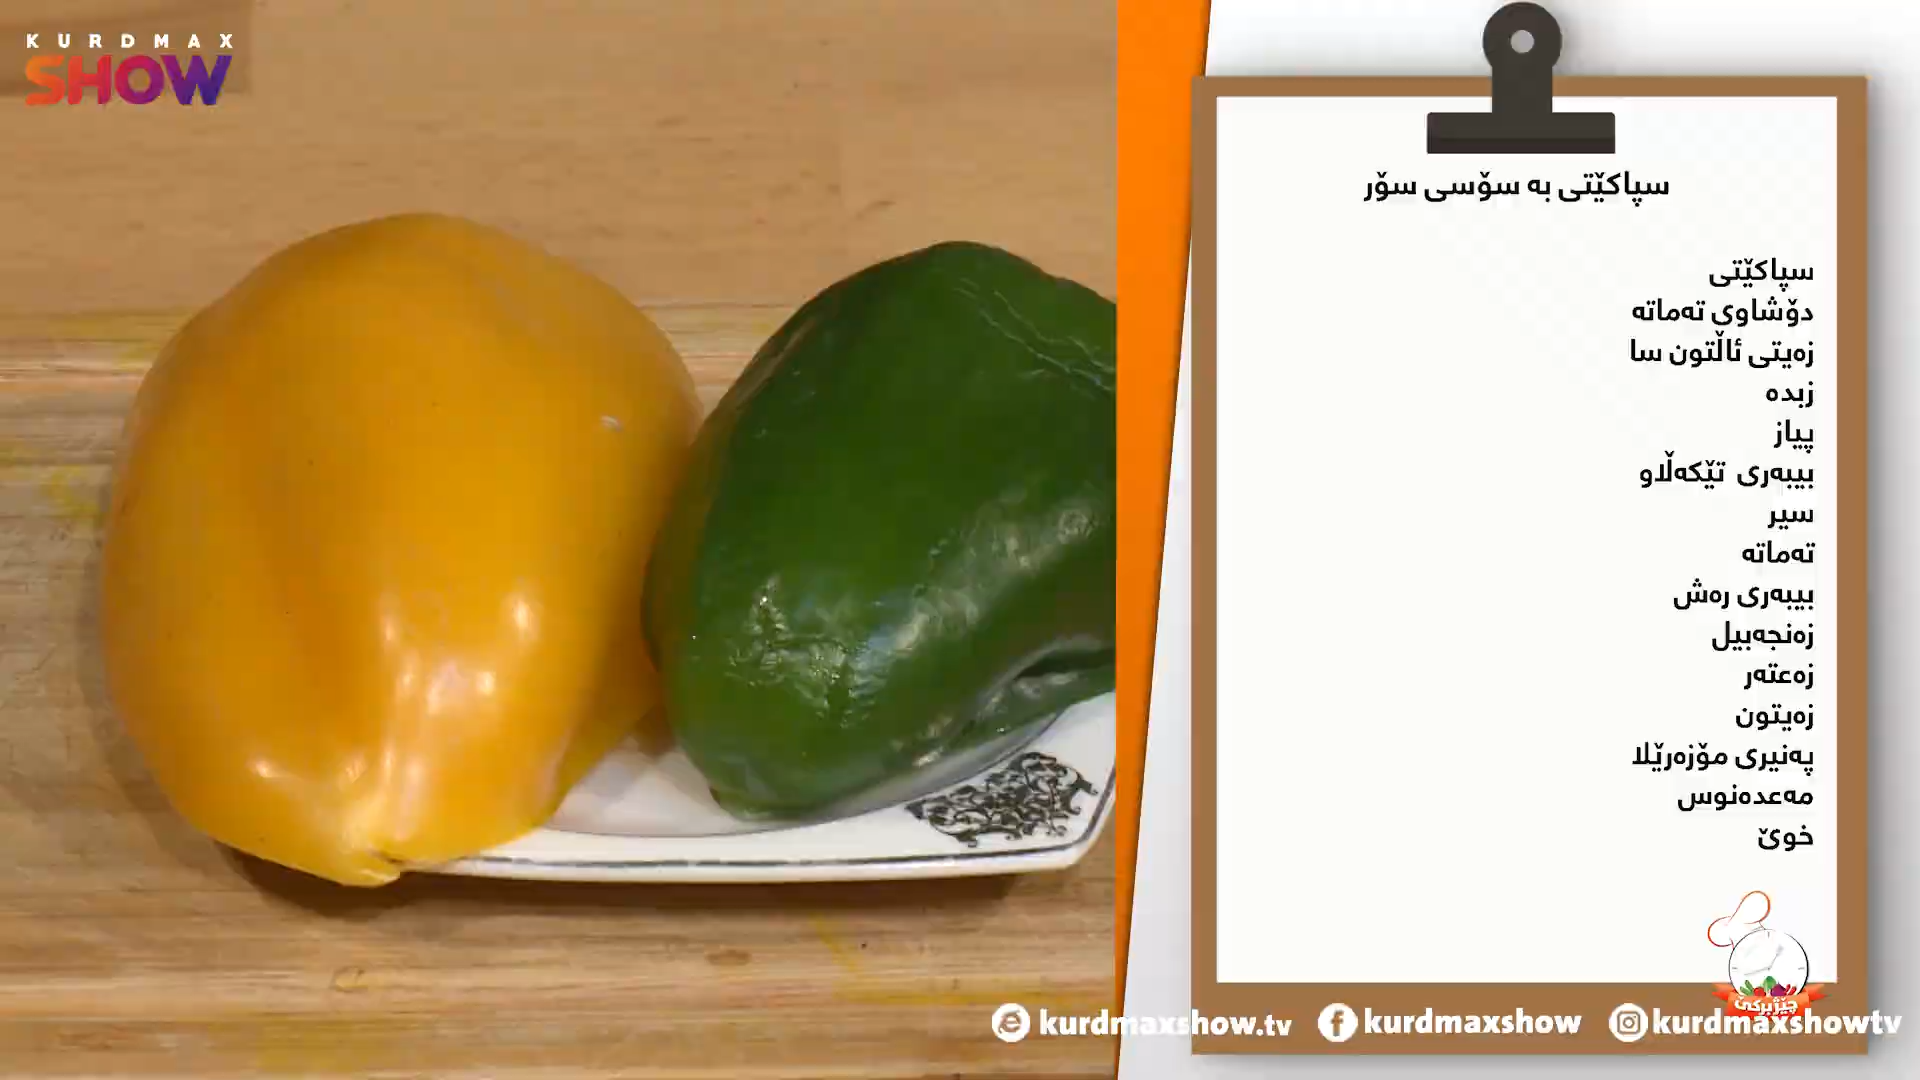 KURDMAX
SHOW
سپاکێتی بە سۆسی سۆر
سپاکێتی
دۆشاوی تەماتە
زەیتی ئاڵتون سا
زبدە
پیاز
بیبەری تێکەڵاو
سیر
تەماتە
بیبەری رەش
زەنجەبیل
زەعتەر
زەیتون
پەنیری مۆزەرێلا
مەعدەنوس
خوێ
چێژبرکێ
kurdmaxshow.tv
kurdmaxshow
kurdmaxshowtv